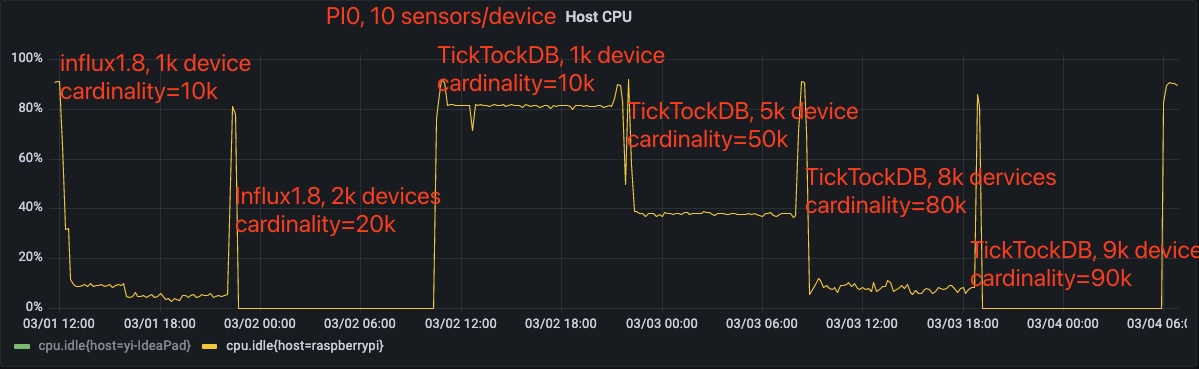 PI0, 10 sensors/device Host CPU
100%
80%
60%
40%
20%
0%
influx1.8, 1k device
cardinality=10k
Influx1.8, 2k devices
cardinality=20k
TickTockDB, 1k device
cardinality=10k
TickTockDB, 5k device
cardinality=50k
TickTockDB, 8k dervices
cardinality=80k
TickTockDB, 9k device
cardinality=90k
03/01 12:00 03/01 18:00 03/02 00:00 03/02 06:00 03/02 12:00 03/02 18:00 03/03 00:00 03/03 06:00 03/03 12:00 03/03 18:00 03/04 00:00 03/04 06:0
cpu.idle{host=yi-IdeaPad} cpu.idle{host=raspberrypi}